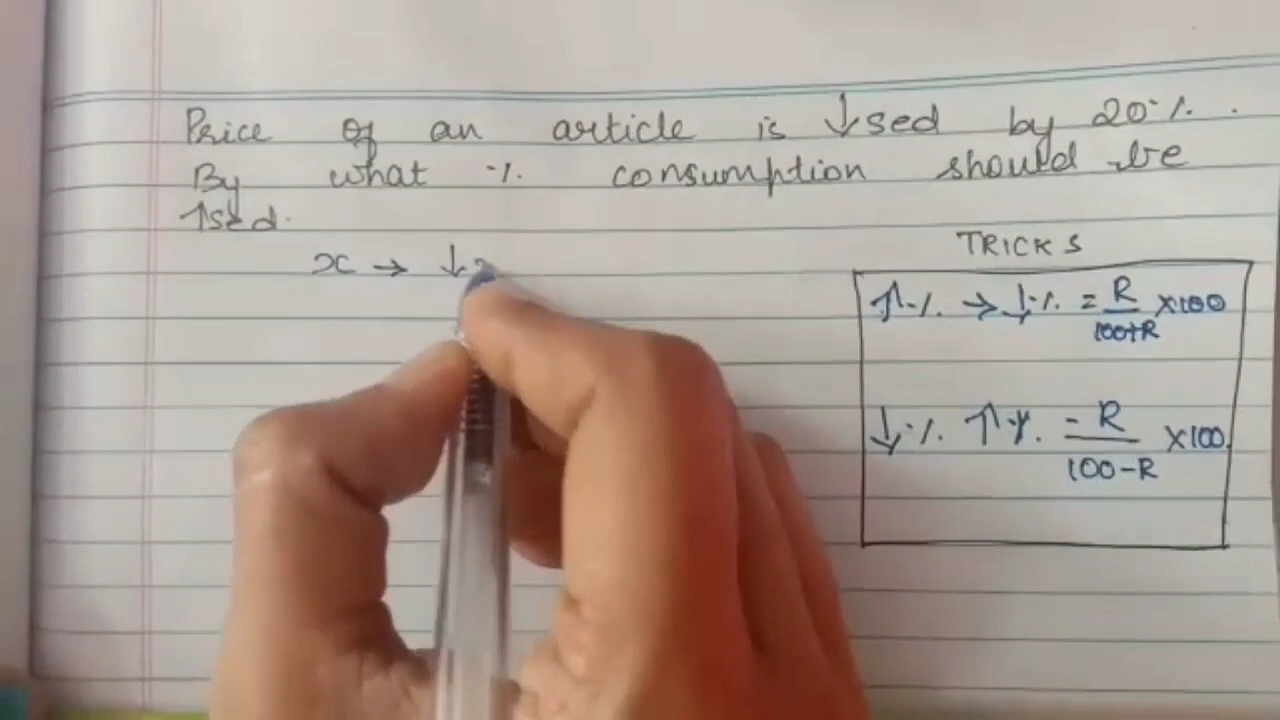 Price of an article is ↓sed by 20%.
By what % consumption should be
↑sed.
x → ↓
TRICKS
↑% → ↓% = R/100+R ×100
↓% ↑% = R/100-R ×100